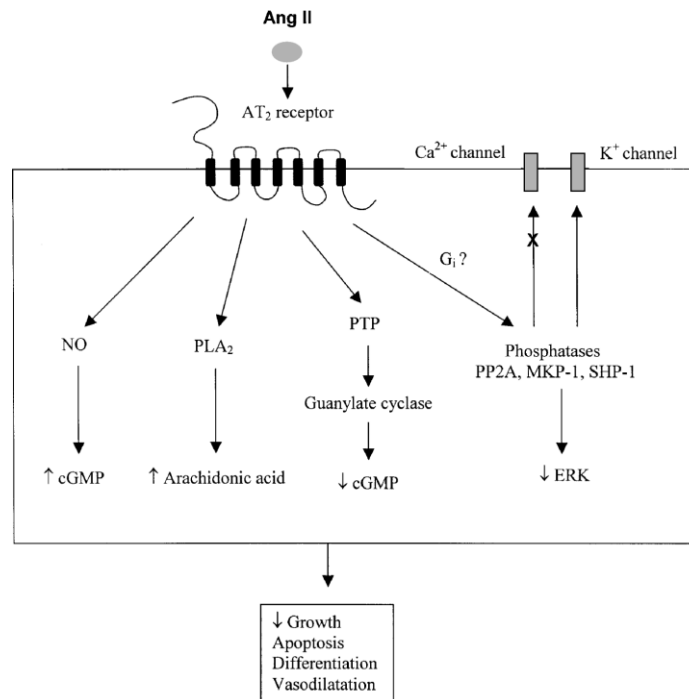 Ang II
AT₂ receptor
Ca²⁺ channel
K⁺ channel
X
Gᵢ ?
NO
PLA₂
PTP
Phosphatases
PP2A, MKP-1, SHP-1
Guanylate cyclase
↑ cGMP
↑ Arachidonic acid
↓ cGMP
↓ ERK
↓ Growth
Apoptosis
Differentiation
Vasodilatation